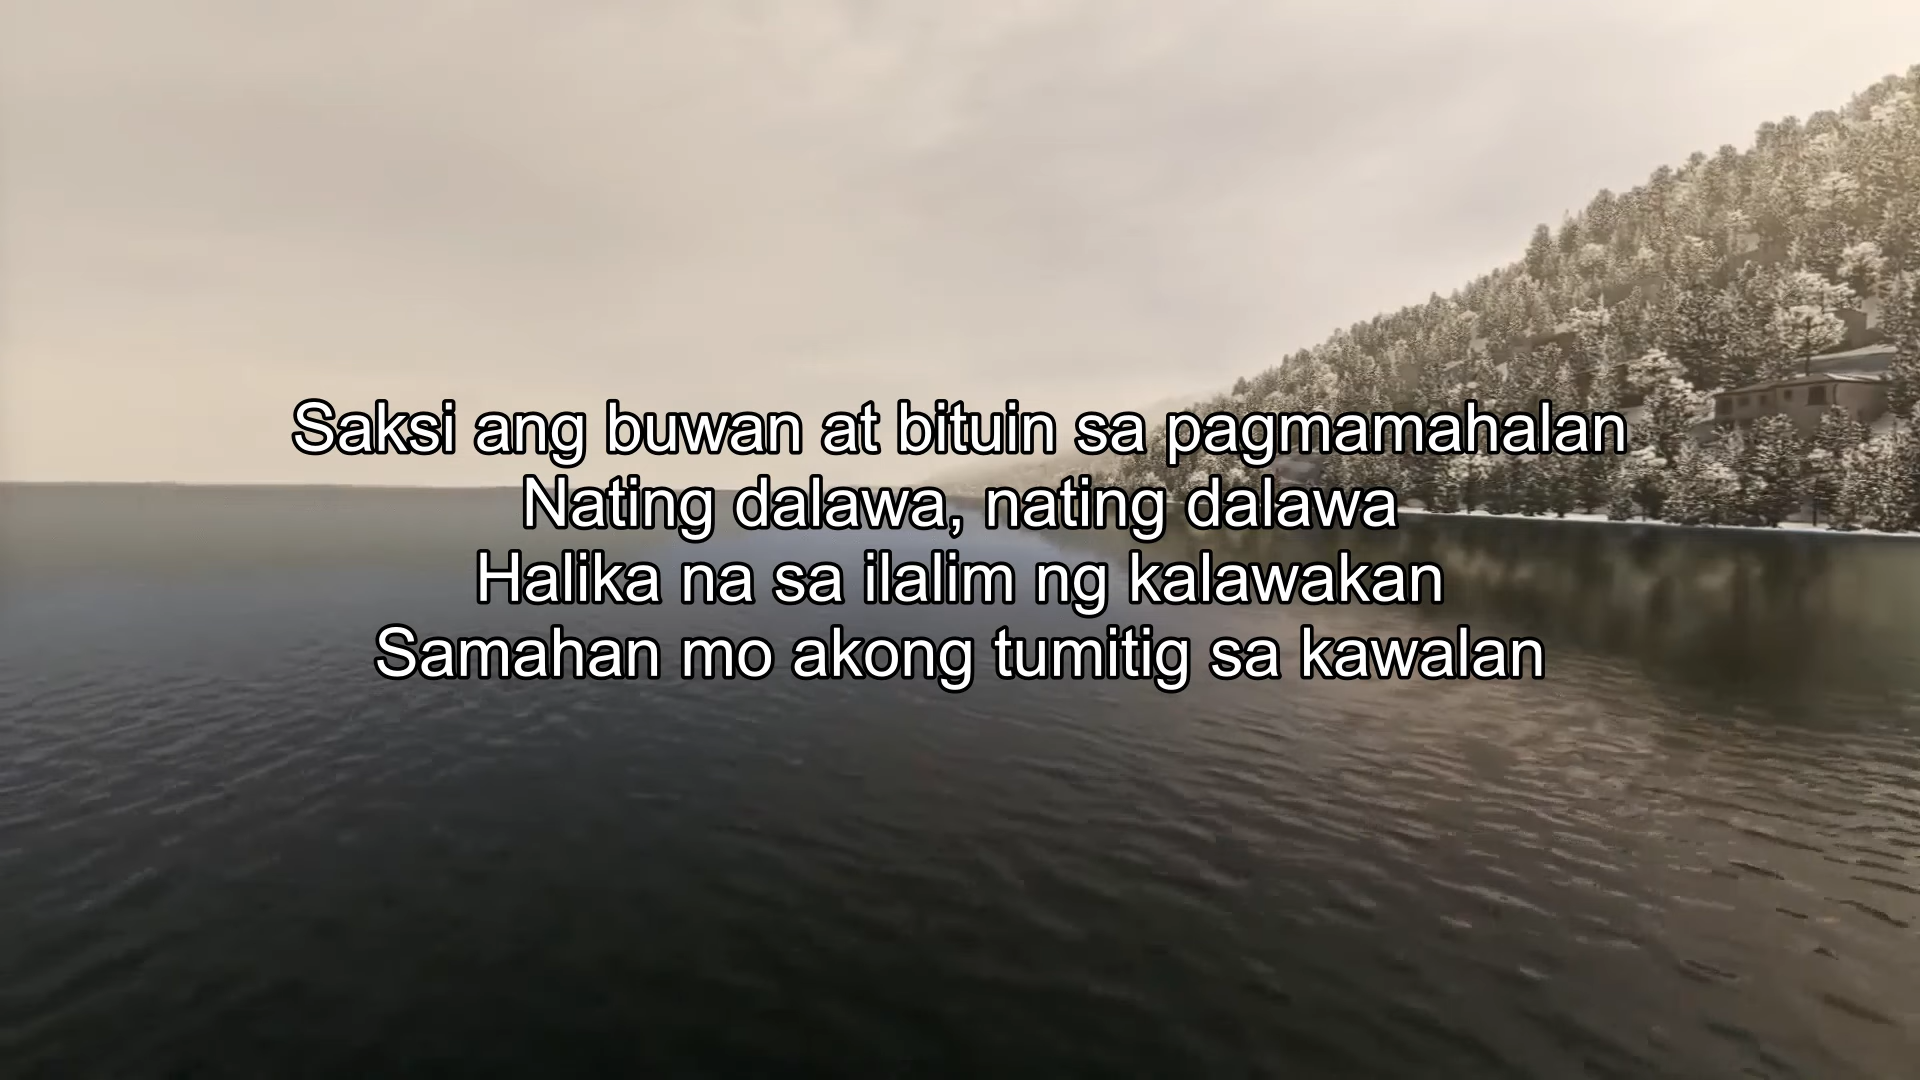 Saksi ang buwan at bituin sa pagmamahalan
Nating dalawa, nating dalawa
Halika na sa ilalim ng kalawakan
Samahan mo akong tumitig sa kawalan